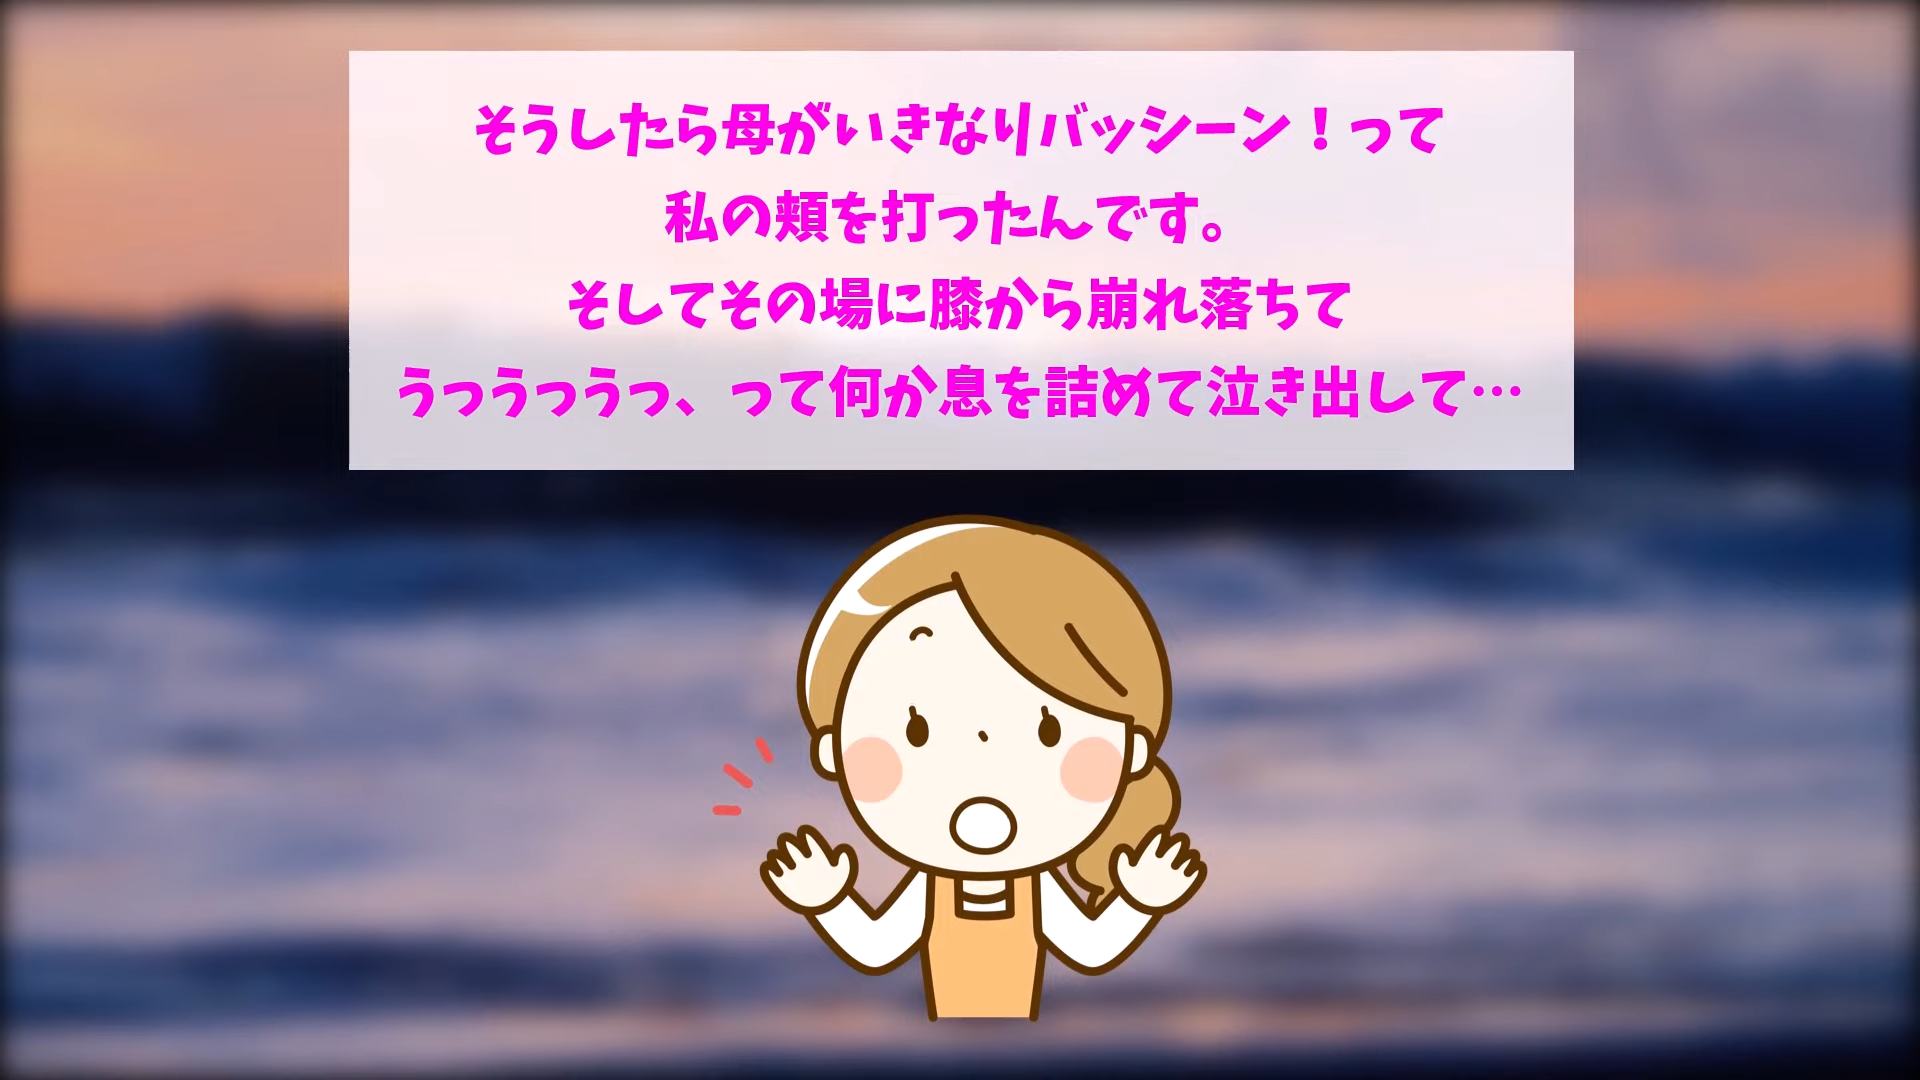 そうしたら母がいきなりバッシーン！って
私の頬を打ったんです。
そしてその場に膝から崩れ落ちて
うっうっうっ、って何か息を詰めて泣き出して…